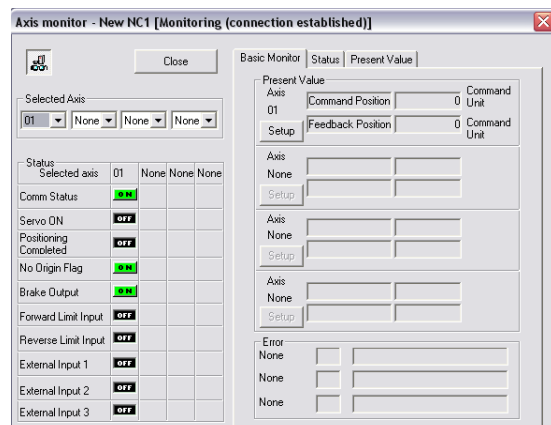 Axis monitor - New NC1 [Monitoring (connection established)]
Close
Selected Axis
01 None None None
Status
Selected axis 01 None None None
Comm Status ON
Servo ON OFF
Positioning Completed OFF
No Origin Flag ON
Brake Output ON
Forward Limit Input OFF
Reverse Limit Input OFF
External Input 1 OFF
External Input 2 OFF
External Input 3 OFF
Basic Monitor Status Present Value
Present Value
Axis
01
Setup
Command Position 0 Command Unit
Feedback Position 0 Command Unit
Axis
None
Setup
Axis
None
Setup
Axis
None
Setup
Error
None
None
None